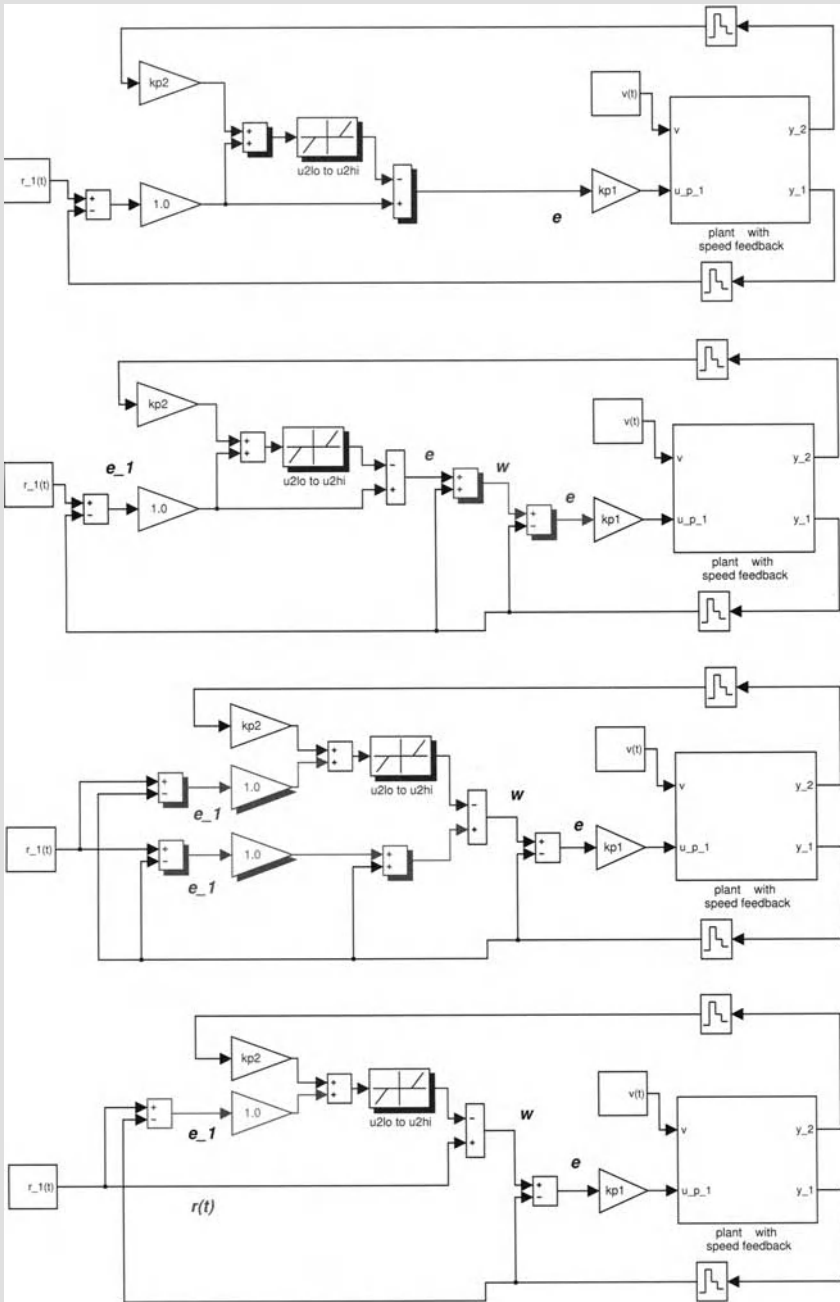 kp2
v(t)
v
y_2
+
+
u2lo to u2hi
r_1(t)
+
−
1.0
−
+
kp1
u_p_1
y_1
e
plant with
speed feedback
kp2
v(t)
v
y_2
+
+
u2lo to u2hi
e_1
r_1(t)
+
−
1.0
−
+
e
+
+
w
+
−
e
kp1
u_p_1
y_1
plant with
speed feedback
kp2
v(t)
v
y_2
+
+
u2lo to u2hi
+
−
1.0
e_1
−
+
w
r_1(t)
+
−
1.0
e_1
+
+
+
−
e
kp1
u_p_1
y_1
plant with
speed feedback
kp2
v(t)
v
y_2
+
+
u2lo to u2hi
+
−
1.0
e_1
−
+
w
r_1(t)
r(t)
+
−
e
kp1
u_p_1
y_1
plant with
speed feedback